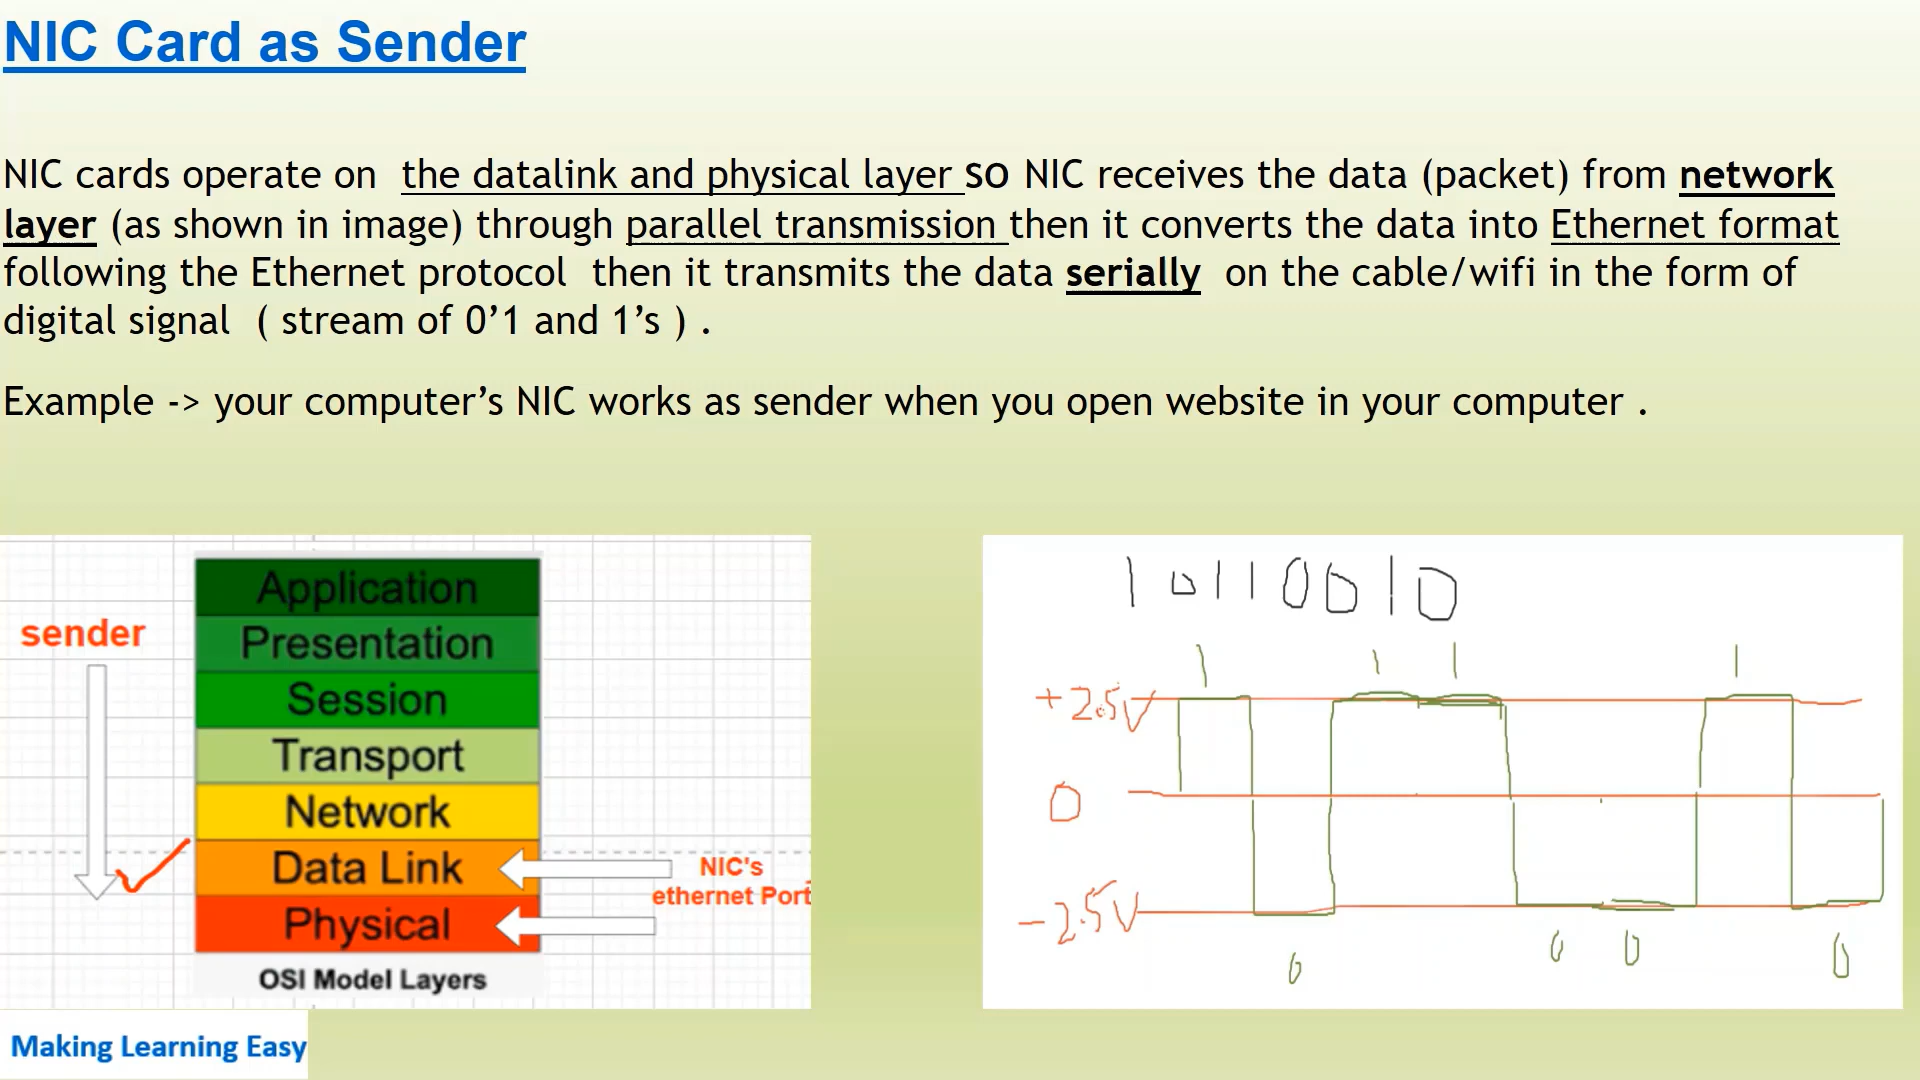 NIC Card as Sender
NIC cards operate on the datalink and physical layer so NIC receives the data (packet) from network
layer (as shown in image) through parallel transmission then it converts the data into Ethernet format
following the Ethernet protocol then it transmits the data serially on the cable/wifi in the form of
digital signal ( stream of 0’1 and 1’s ) .
Example -> your computer’s NIC works as sender when you open website in your computer .
sender
Application
Presentation
Session
Transport
Network
Data Link
Physical
OSI Model Layers
NIC's
ethernet Port
10110010
1 1 1 1
+2.5V
0
-2.5V
0 0 0 0
Making Learning Easy